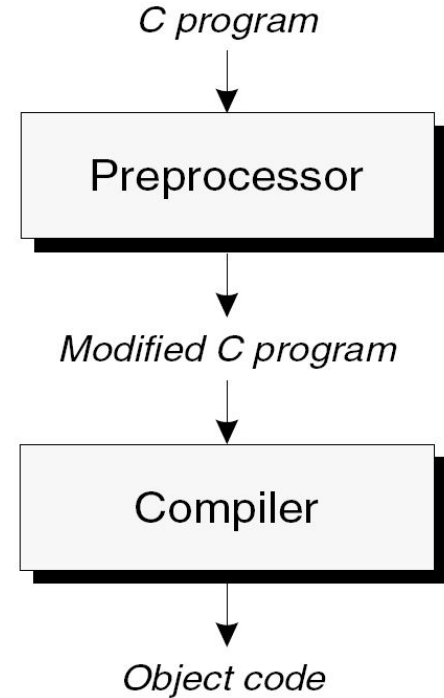 C program
Preprocessor
Modified C program
Compiler
Object code